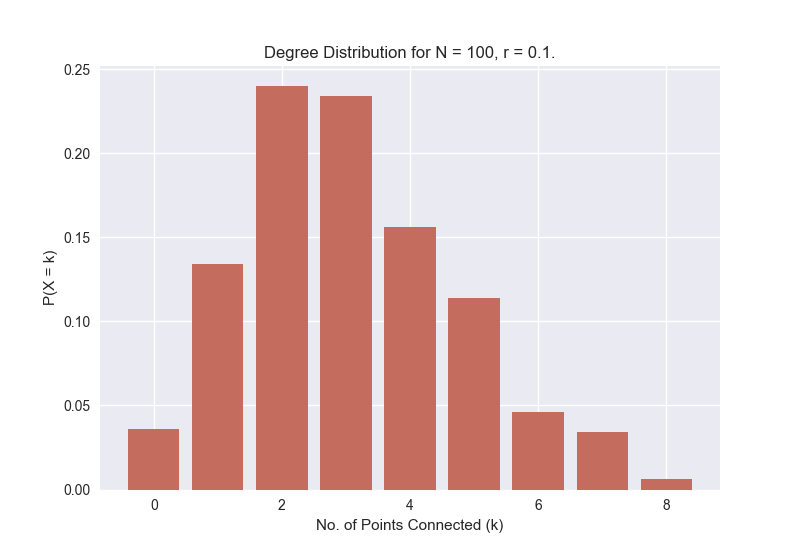 Degree Distribution for N = 100, r = 0.1.
P(X = k)
0.25
0.20
0.15
0.10
0.05
0.00
0 2 4 6 8
No. of Points Connected (k)